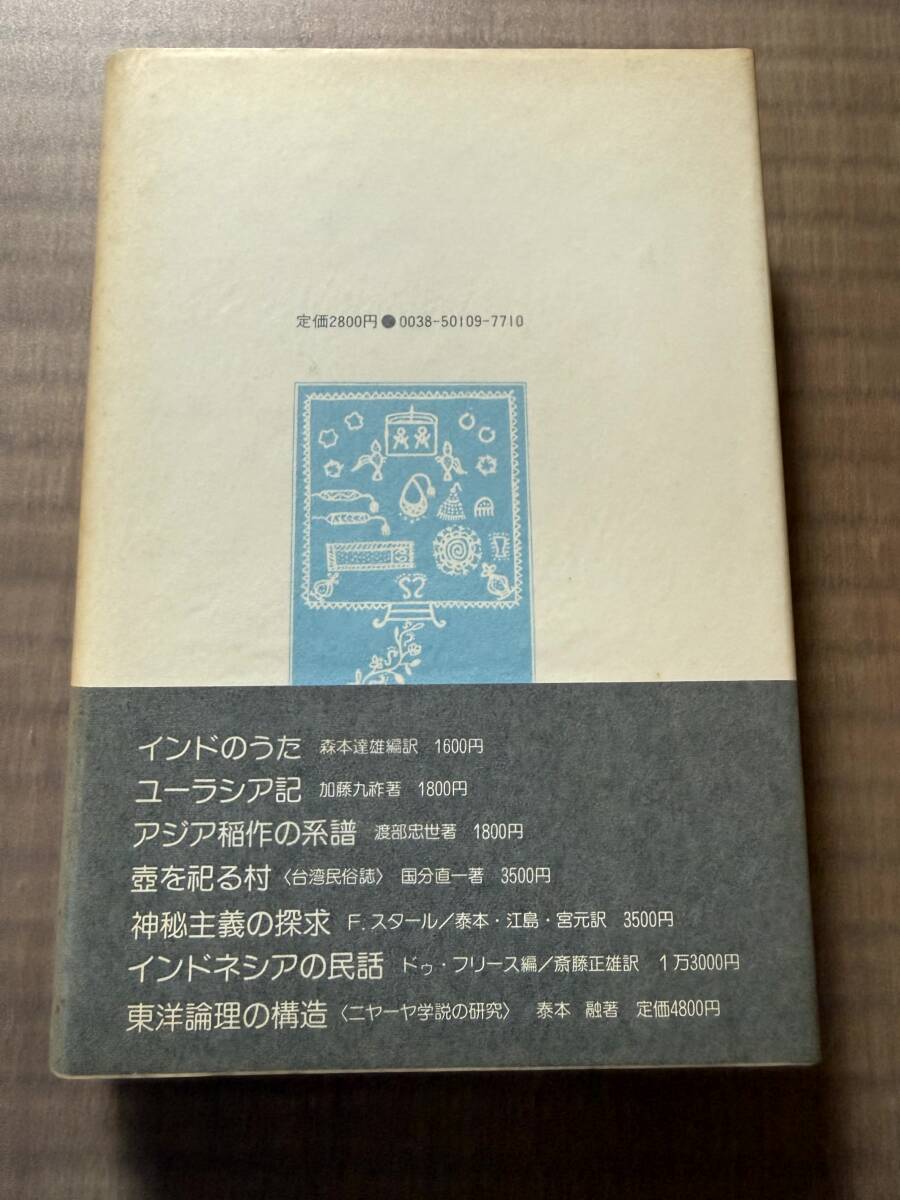 定価2800円●0038-50109-7710
インドのうた 森本達雄編訳 1600円
ユーラシア記 加藤九祚著 1800円
アジア稲作の系譜 渡部忠世著 1800円
壺を祀る村〈台湾民俗誌〉 国分直一著 3500円
神秘主義の探求 F.スタール／泰本・江島・宮元訳 3500円
インドネシアの民話 ドゥ・フリース編／斎藤正雄訳 1万3000円
東洋論理の構造〈ニヤーヤ学説の研究〉 泰本 融著 定価4800円